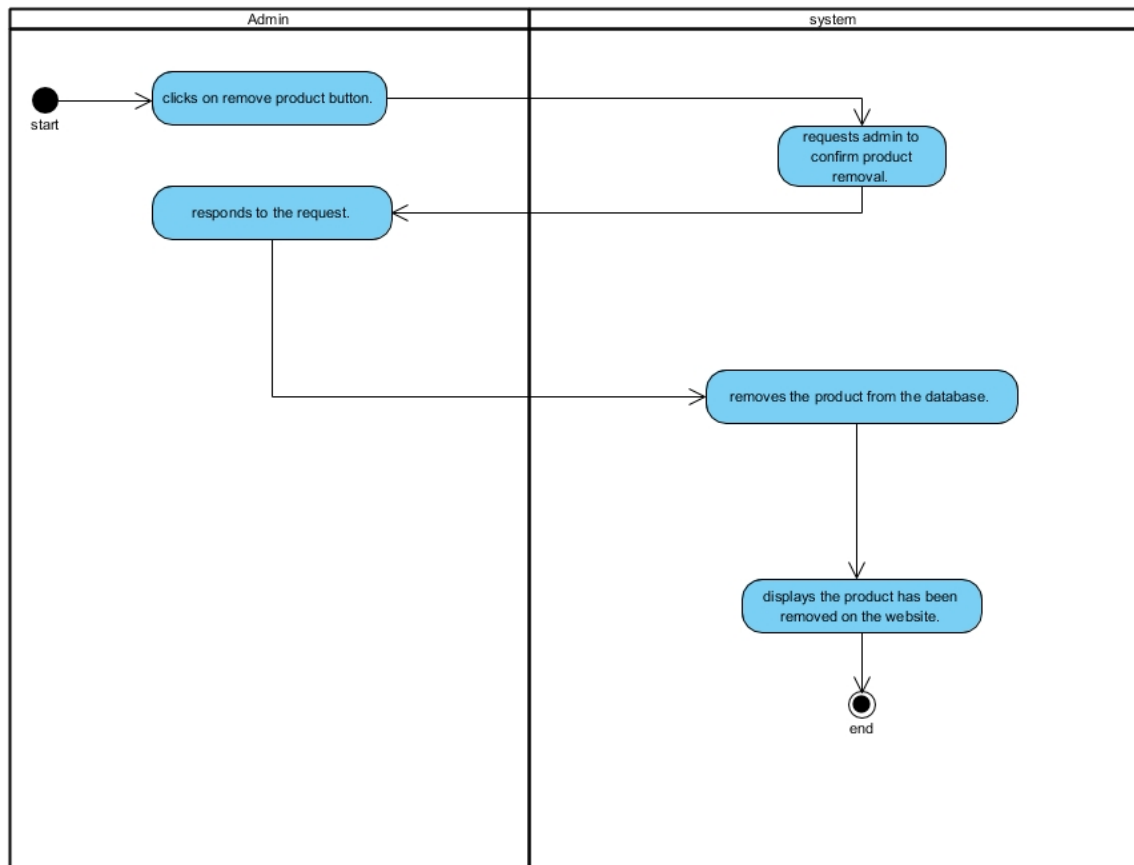 Admin
system
clicks on remove product button.
start
requests admin to
confirm product
removal.
responds to the request.
removes the product from the database.
displays the product has been
removed on the website.
end